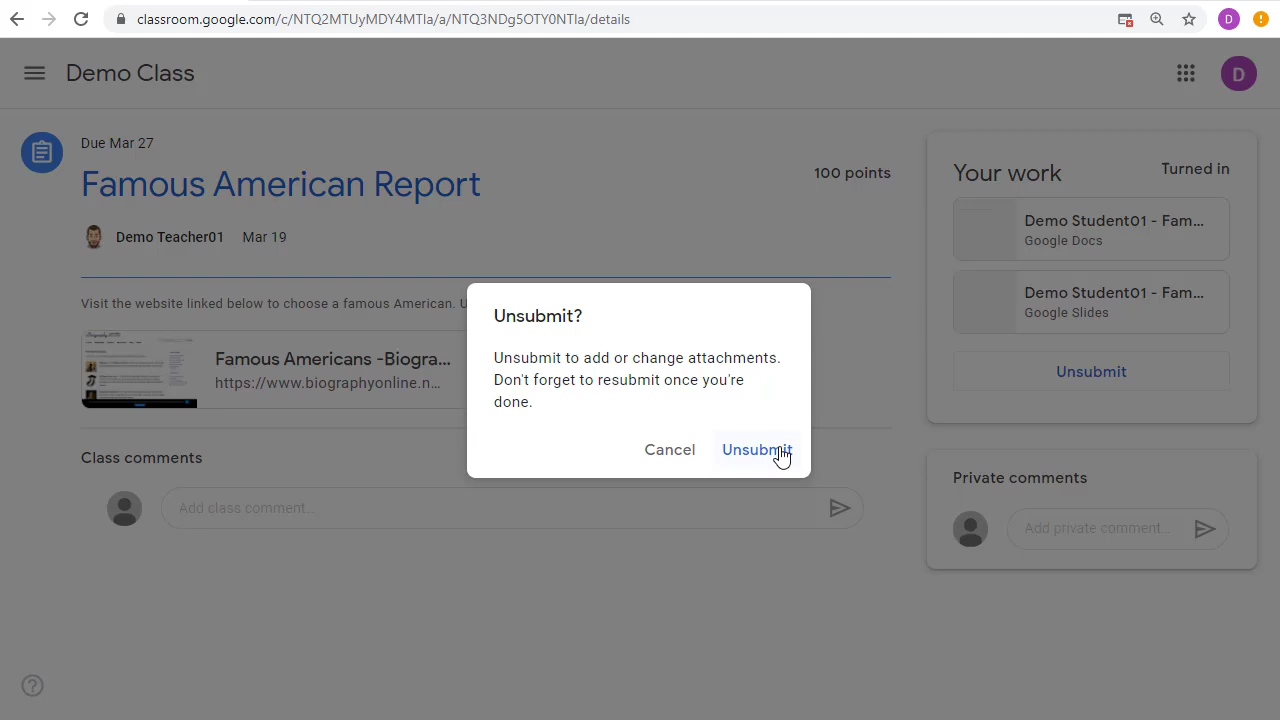 classroom.google.com/c/NTQ2MTUyMDY4MTIa/a/NTQ3NDg5OTY0NTIa/details
D
Demo Class
D
Due Mar 27
Famous American Report
100 points
Demo Teacher01 Mar 19
Visit the website linked below to choose a famous American. U
Famous Americans -Biogra...
https://www.biographyonline.n...
Class comments
Add class comment...
Your work
Turned in
Demo Student01 - Fam...
Google Docs
Demo Student01 - Fam...
Google Slides
Unsubmit
Private comments
Add private comment...
Unsubmit?
Unsubmit to add or change attachments.
Don't forget to resubmit once you're
done.
Cancel Unsubmit